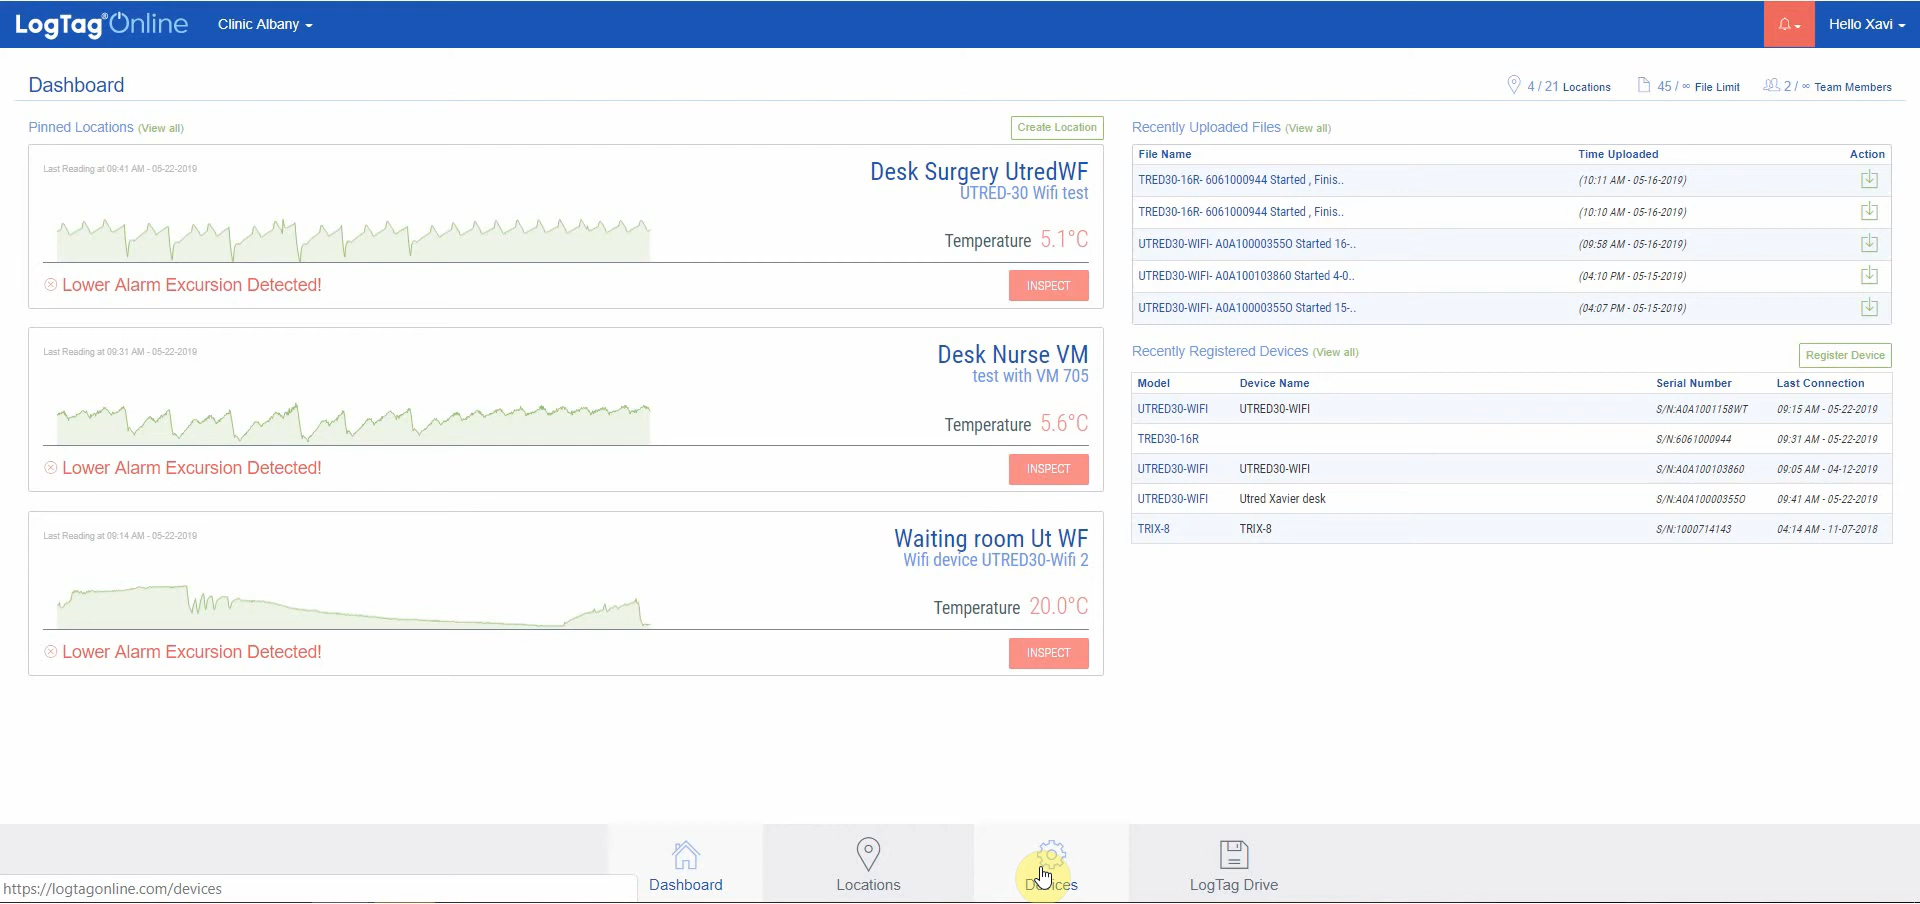 LogTag® Online
Clinic Albany
Hello Xavi
Dashboard
4 / 21 Locations
45 / ∞ File Limit
2 / ∞ Team Members
Pinned Locations (View all)
Create Location
Last Reading at 09:41 AM - 05-22-2019
Desk Surgery UtredWF
UTRED-30 Wifi test
Temperature 5.1°C
Lower Alarm Excursion Detected!
INSPECT
Last Reading at 09:31 AM - 05-22-2019
Desk Nurse VM
test with VM 705
Temperature 5.6°C
Lower Alarm Excursion Detected!
INSPECT
Last Reading at 09:14 AM - 05-22-2019
Waiting room Ut WF
Wifi device UTRED30-Wifi 2
Temperature 20.0°C
Lower Alarm Excursion Detected!
INSPECT
Recently Uploaded Files (View all)
File Name Time Uploaded Action
TRED30-16R- 6061000944 Started , Finis.. (10:11 AM - 05-16-2019)
TRED30-16R- 6061000944 Started , Finis.. (10:10 AM - 05-16-2019)
UTRED30-WIFI- A0A10000355O Started 16-.. (09:58 AM - 05-16-2019)
UTRED30-WIFI- A0A100103860 Started 4-0.. (04:10 PM - 05-15-2019)
UTRED30-WIFI- A0A10000355O Started 15-.. (04:07 PM - 05-15-2019)
Recently Registered Devices (View all)
Register Device
Model Device Name Serial Number Last Connection
UTRED30-WIFI UTRED30-WIFI S/N:A0A1001158WT 09:15 AM - 05-22-2019
TRED30-16R S/N:6061000944 09:31 AM - 05-22-2019
UTRED30-WIFI UTRED30-WIFI S/N:A0A100103860 09:05 AM - 04-12-2019
UTRED30-WIFI Utred Xavier desk S/N:A0A10000355O 09:41 AM - 05-22-2019
TRIX-8 TRIX-8 S/N:1000714143 04:14 AM - 11-07-2018
Dashboard
Locations
Devices
LogTag Drive
https://logtagonline.com/devices